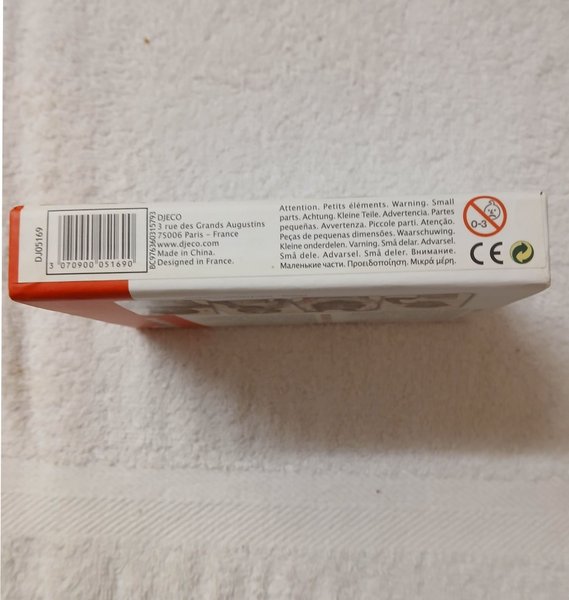 DJ05169
3 070900 051690
DJECO
3 rue des Grands Augustins
75006 Paris – France
www.djeco.com
Made in China.
Designed in France.
Attention. Petits éléments. Warning. Small
parts. Achtung. Kleine Teile. Advertencia. Partes
pequeñas. Avvertenza. Piccole parti. Atenção.
Peças de pequenas dimensões. Waarschuwing.
Kleine onderdelen. Varning. Små delar. Advarsel.
Små dele. Advarsel. Små deler. Внимание.
Маленькие части. Προειδοποίηση. Μικρά μέρη.
0-3
CE